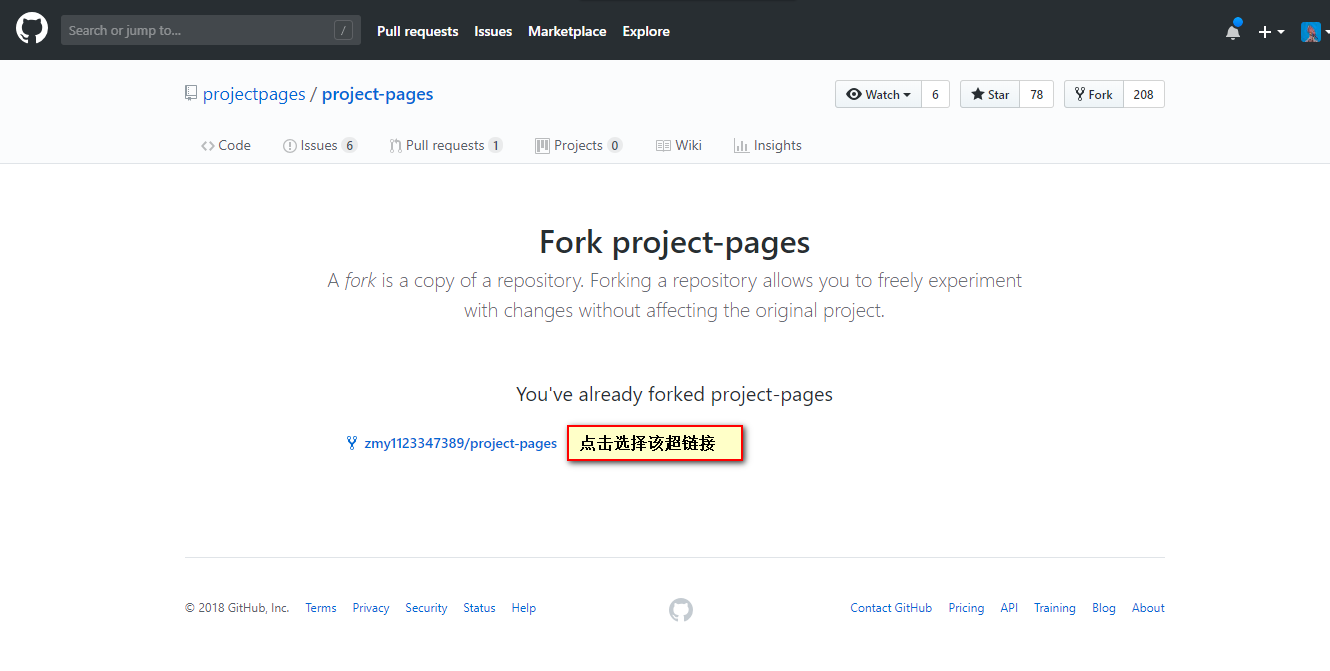 Search or jump to... /
Pull requests Issues Marketplace Explore
projectpages / project-pages
Watch 6 Star 78 Fork 208
Code Issues 6 Pull requests 1 Projects 0 Wiki Insights
Fork project-pages
A fork is a copy of a repository. Forking a repository allows you to freely experiment
with changes without affecting the original project.
You've already forked project-pages
zmy1123347389/project-pages 点击选择该超链接
© 2018 GitHub, Inc. Terms Privacy Security Status Help
Contact GitHub Pricing API Training Blog About